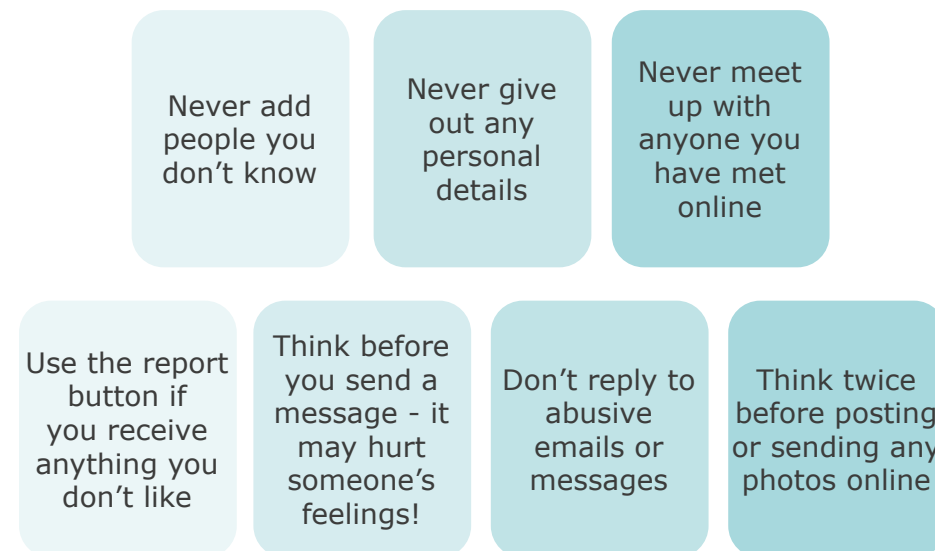 Never add
people you
don’t know
Never give
out any
personal
details
Never meet
up with
anyone you
have met
online
Use the report
button if
you receive
anything you
don’t like
Think before
you send a
message - it
may hurt
someone’s
feelings!
Don’t reply to
abusive
emails or
messages
Think twice
before posting
or sending any
photos online